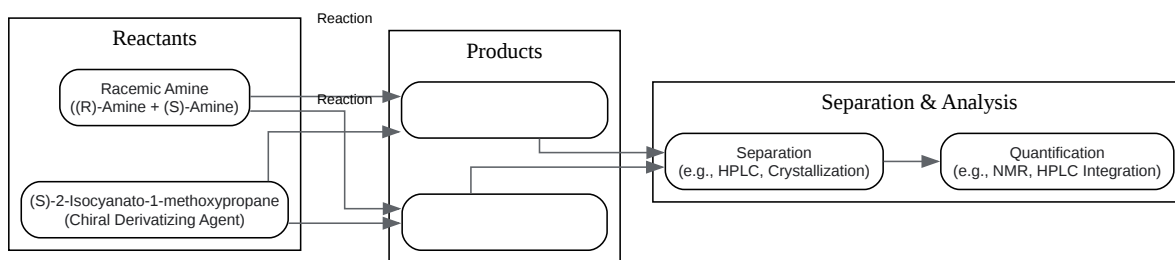 Reaction
Reactants
Products
Racemic Amine
((R)-Amine + (S)-Amine)
Reaction
Separation & Analysis
Separation
(e.g., HPLC, Crystallization)
Quantification
(e.g., NMR, HPLC Integration)
(S)-2-Isocyanato-1-methoxypropane
(Chiral Derivatizing Agent)